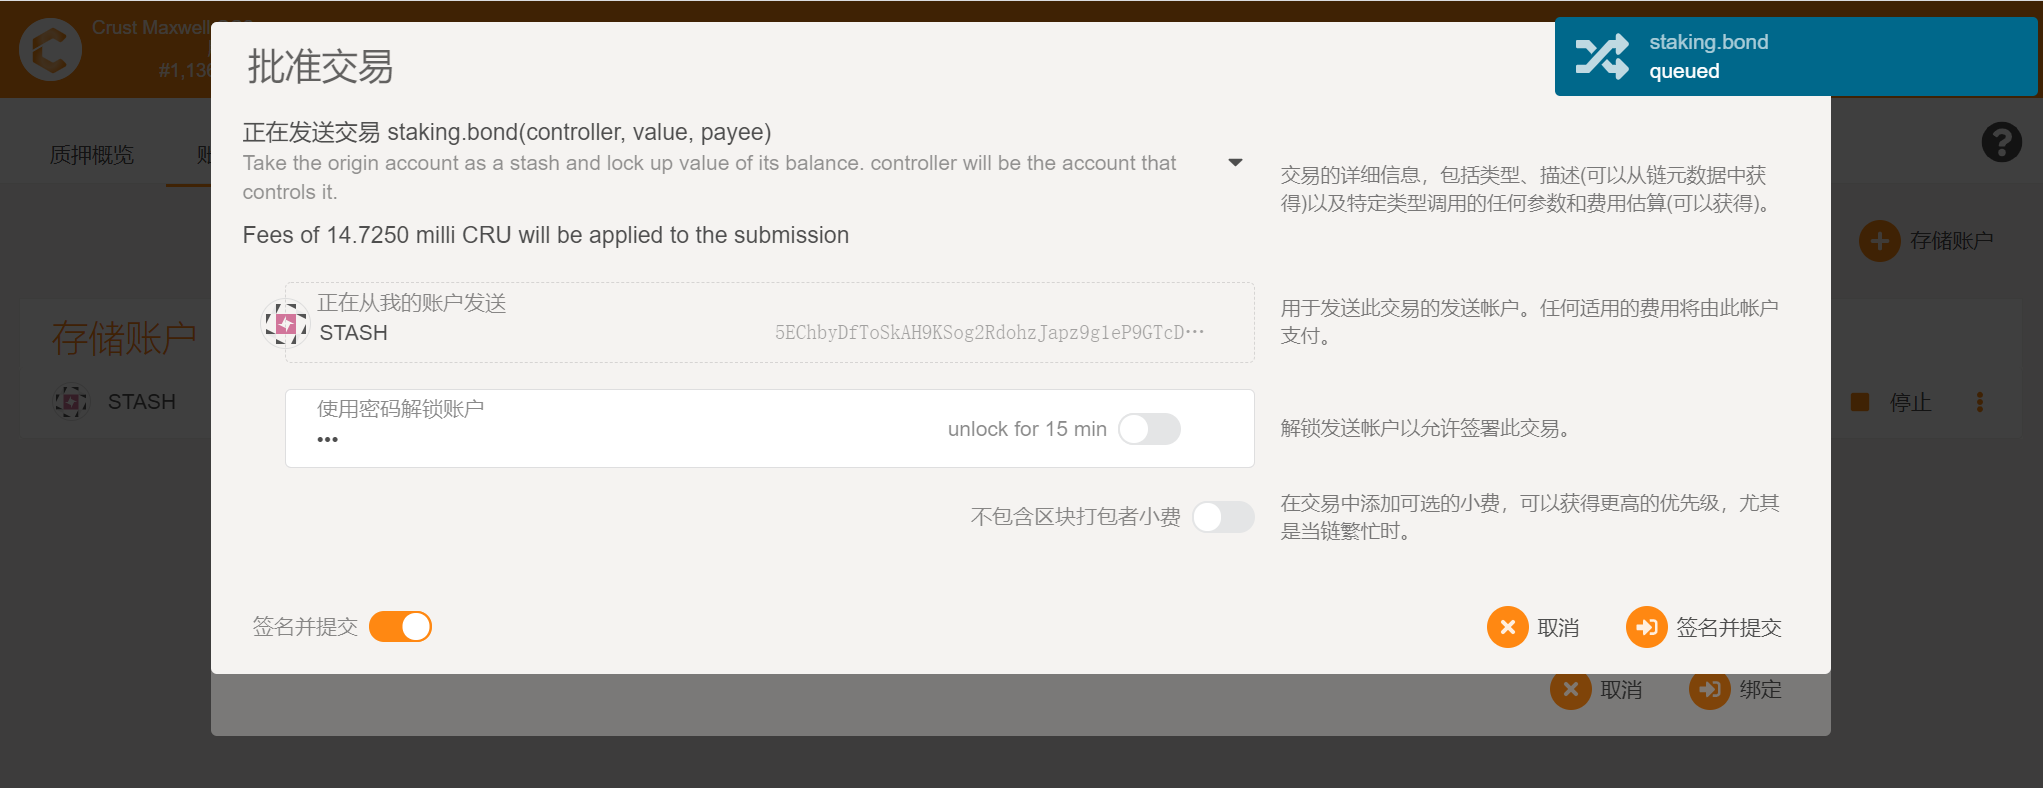 Crust Maxwell
#1,136
staking.bond
queued
批准交易
质押概览
正在发送交易 staking.bond(controller, value, payee)
Take the origin account as a stash and lock up value of its balance. controller will be the account that
controls it.
交易的详细信息，包括类型、描述(可以从链元数据中获
得)以及特定类型调用的任何参数和费用估算(可以获得)。
Fees of 14.7250 milli CRU will be applied to the submission
存储账户
正在从我的账户发送
STASH
5EChbyDfToSkAH9KSog2RdohzJapz9g1eP9GTcD…
用于发送此交易的发送帐户。任何适用的费用将由此帐户
支付。
存储账户
STASH
停止
使用密码解锁账户
•••
unlock for 15 min
解锁发送帐户以允许签署此交易。
不包含区块打包者小费
在交易中添加可选的小费，可以获得更高的优先级，尤其
是当链繁忙时。
签名并提交
取消
签名并提交
取消
绑定